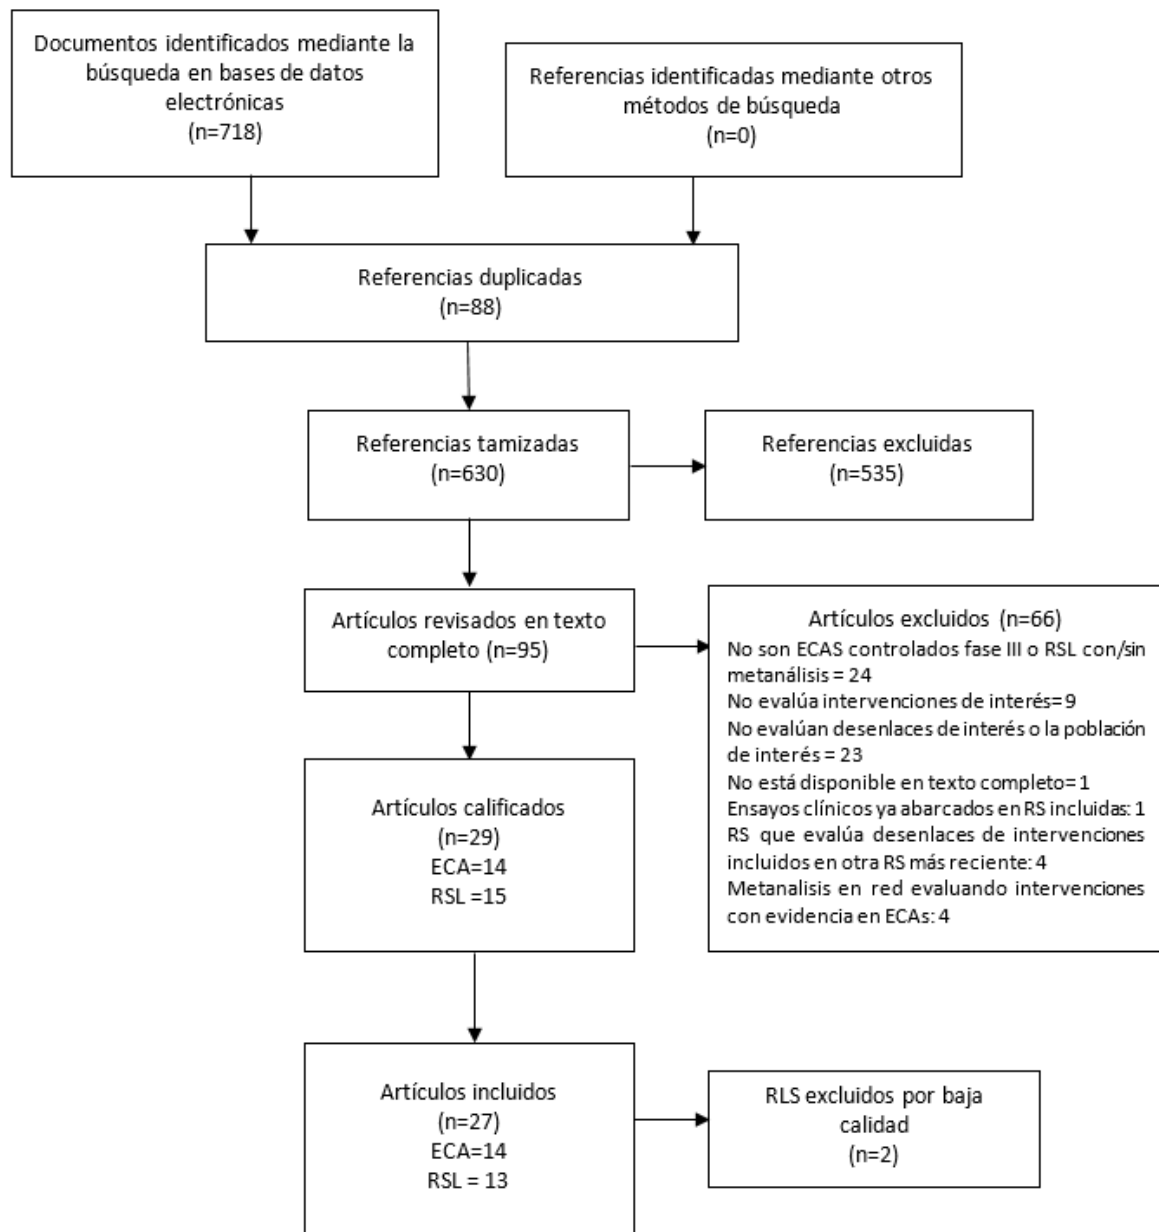 Documentos identificados mediante la
búsqueda en bases de datos
electrónicas
(n=718)
Referencias identificadas mediante otros
métodos de búsqueda
(n=0)
Referencias duplicadas
(n=88)
Referencias tamizadas
(n=630)
Referencias excluidas
(n=535)
Artículos revisados en texto
completo (n=95)
Artículos excluidos (n=66)
No son ECAS controlados fase III o RSL con/sin
metanálisis = 24
No evalúa intervenciones de interés= 9
No evalúan desenlaces de interés o la población
de interés = 23
No está disponible en texto completo= 1
Ensayos clínicos ya abarcados en RS incluidas: 1
RS que evalúa desenlaces de intervenciones
incluidos en otra RS más reciente: 4
Metanalisis en red evaluando intervenciones
con evidencia en ECAs: 4
Artículos calificados
(n=29)
ECA=14
RSL =15
Artículos incluidos
(n=27)
ECA=14
RSL = 13
RLS excluidos por baja
calidad
(n=2)